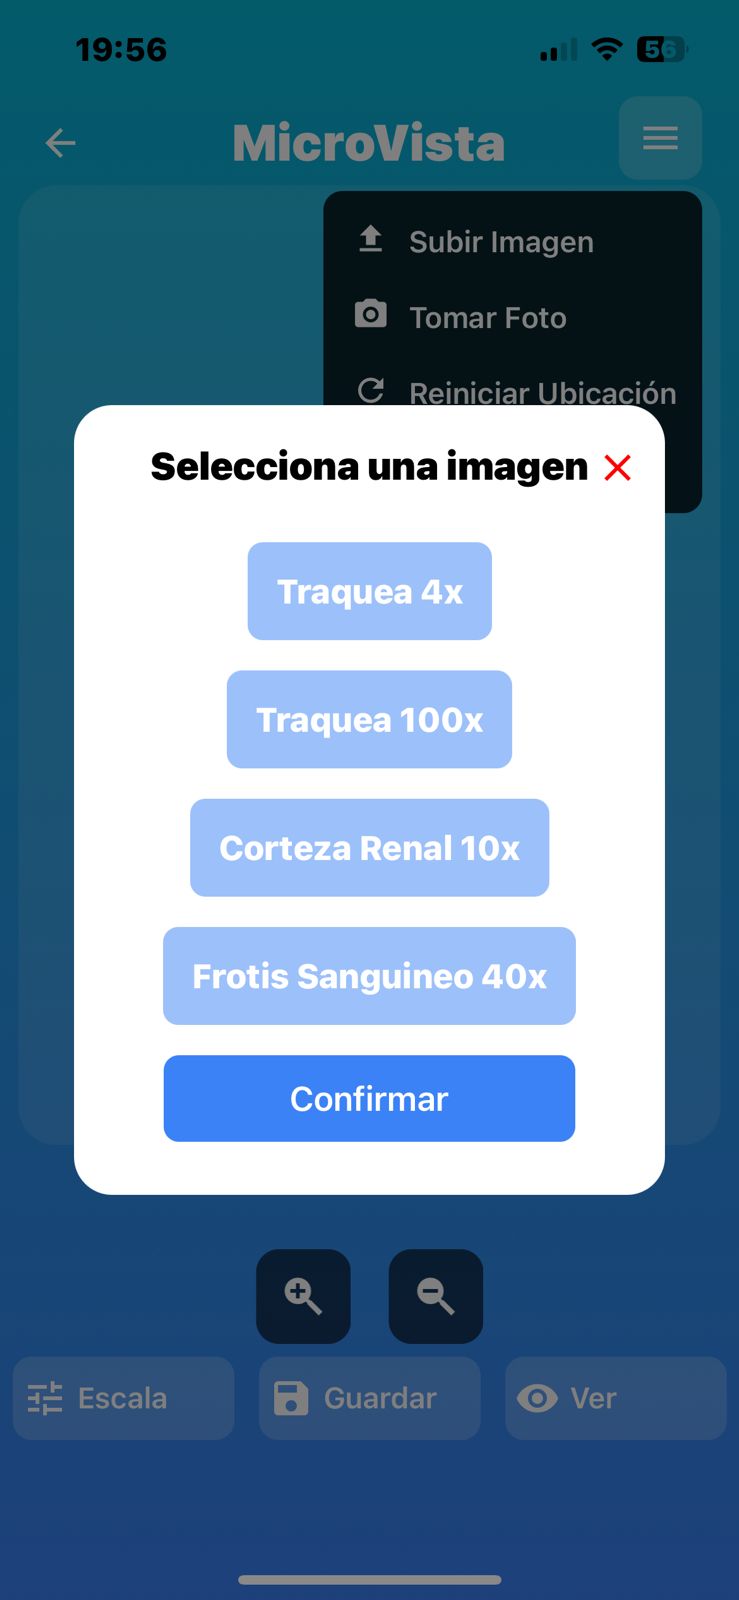 19:56
56
MicroVista
Subir Imagen
Tomar Foto
Reiniciar Ubicación
Selecciona una imagen
Traquea 4x
Traquea 100x
Corteza Renal 10x
Frotis Sanguineo 40x
Confirmar
Escala
Guardar
Ver